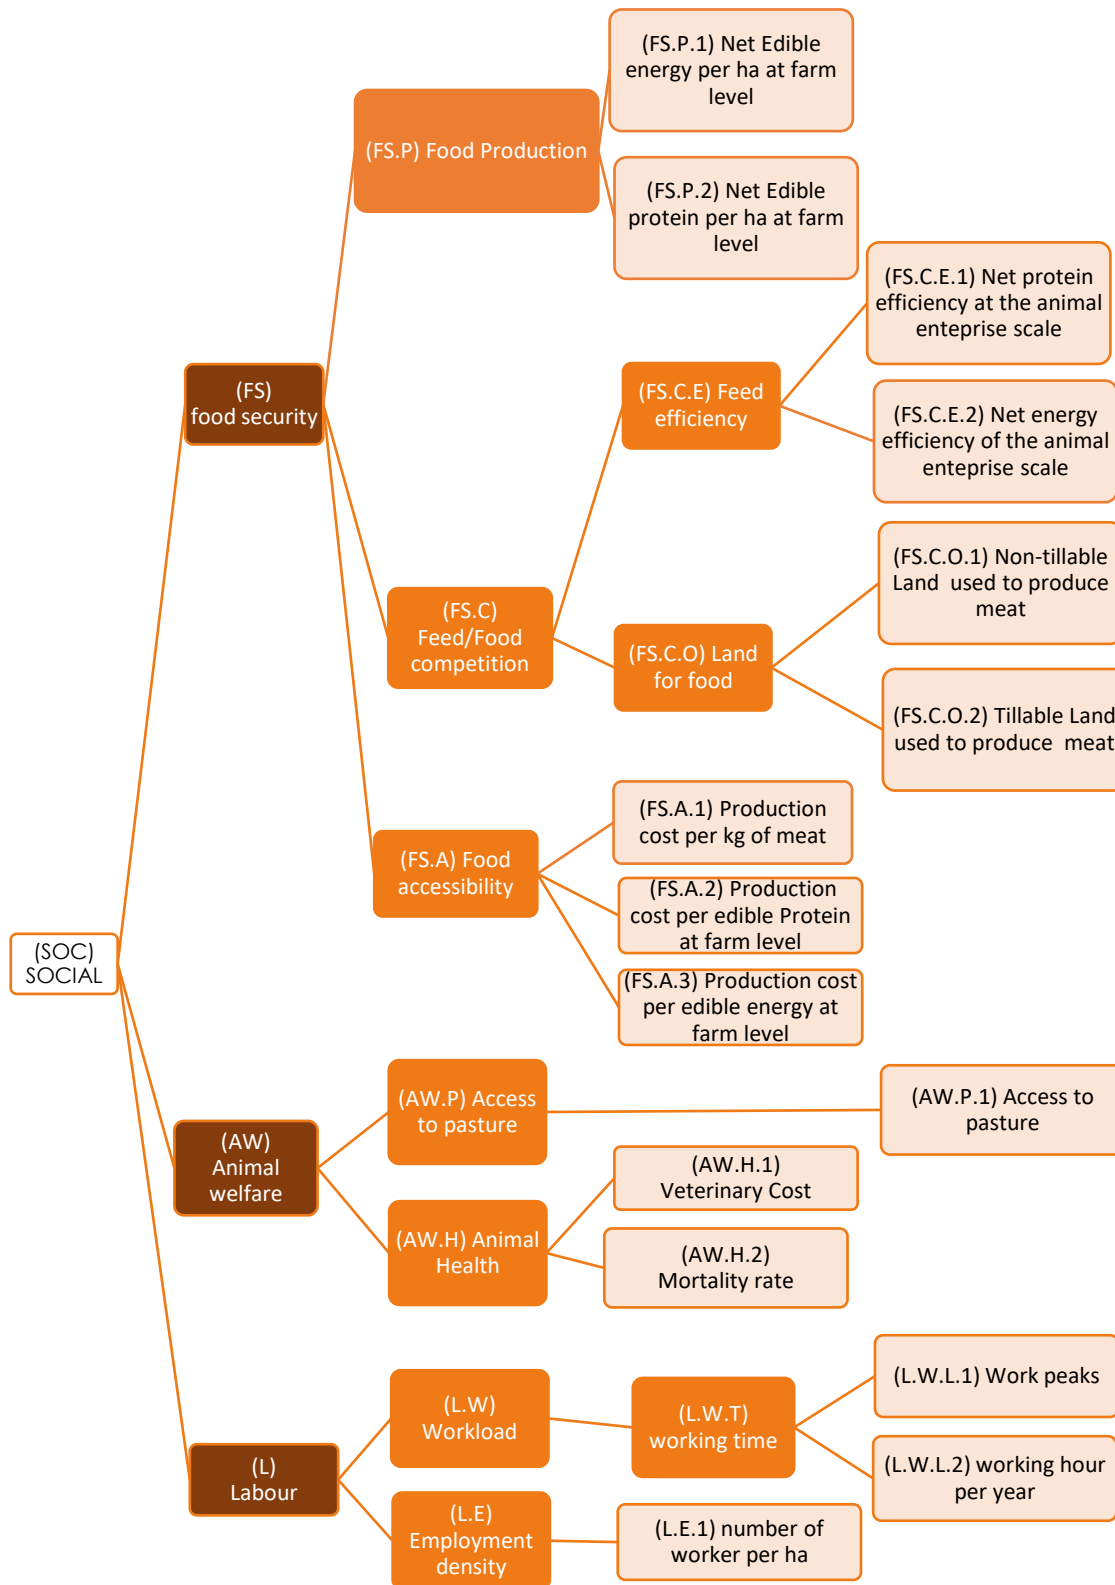 (FS.P.1) Net Edible
energy per ha at farm
level
(FS.P) Food Production
(FS.P.2) Net Edible
protein per ha at farm
level
(FS.C.E.1) Net protein
efficiency at the animal
enteprise scale
(FS)
food security
(FS.C.E) Feed
efficiency
(FS.C.E.2) Net energy
efficiency of the animal
enteprise scale
(FS.C.O.1) Non-tillable
Land used to produce
meat
(FS.C)
Feed/Food
competition
(FS.C.O) Land
for food
(FS.C.O.2) Tillable Land
used to produce meat
(FS.A.1) Production
cost per kg of meat
(FS.A) Food
accessibility
(FS.A.2) Production
cost per edible Protein
at farm level
(SOC)
SOCIAL
(FS.A.3) Production cost
per edible energy at
farm level
(AW.P) Access
to pasture
(AW.P.1) Access to
pasture
(AW)
Animal
welfare
(AW.H.1)
Veterinary Cost
(AW.H) Animal
Health
(AW.H.2)
Mortality rate
(L.W.L.1) Work peaks
(L.W)
Workload
(L.W.T)
working time
(L)
Labour
(L.W.L.2) working hour
per year
(L.E)
Employment
density
(L.E.1) number of
worker per ha